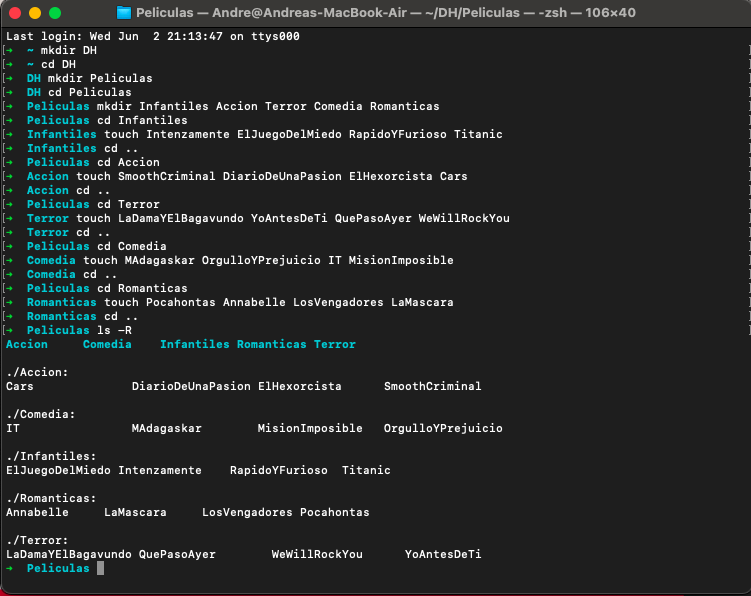 Peliculas — Andre@Andreas-MacBook-Air — ~/DH/Peliculas — -zsh — 106×40
Last login: Wed Jun  2 21:13:47 on ttys000
[→  ~ mkdir DH ]
[→  ~ cd DH ]
[→  DH mkdir Peliculas ]
[→  DH cd Peliculas ]
[→  Peliculas mkdir Infantiles Accion Terror Comedia Romanticas ]
[→  Peliculas cd Infantiles ]
[→  Infantiles touch Intenzamente ElJuegoDelMiedo RapidoYFurioso Titanic ]
[→  Infantiles cd .. ]
[→  Peliculas cd Accion ]
[→  Accion touch SmoothCriminal DiarioDeUnaPasion ElHexorcista Cars ]
[→  Accion cd .. ]
[→  Peliculas cd Terror ]
[→  Terror touch LaDamaYElBagavundo YoAntesDeTi QuePasoAyer WeWillRockYou ]
[→  Terror cd .. ]
[→  Peliculas cd Comedia ]
[→  Comedia touch MAdagaskar OrgulloYPrejuicio IT MisionImposible ]
[→  Comedia cd .. ]
[→  Peliculas cd Romanticas ]
[→  Romanticas touch Pocahontas Annabelle LosVengadores LaMascara ]
[→  Romanticas cd .. ]
[→  Peliculas ls -R ]
Accion     Comedia    Infantiles Romanticas Terror
./Accion:
Cars              DiarioDeUnaPasion ElHexorcista      SmoothCriminal
./Comedia:
IT                MAdagaskar        MisionImposible   OrgulloYPrejuicio
./Infantiles:
ElJuegoDelMiedo Intenzamente    RapidoYFurioso  Titanic
./Romanticas:
Annabelle     LaMascara     LosVengadores Pocahontas
./Terror:
LaDamaYElBagavundo QuePasoAyer        WeWillRockYou      YoAntesDeTi
→  Peliculas